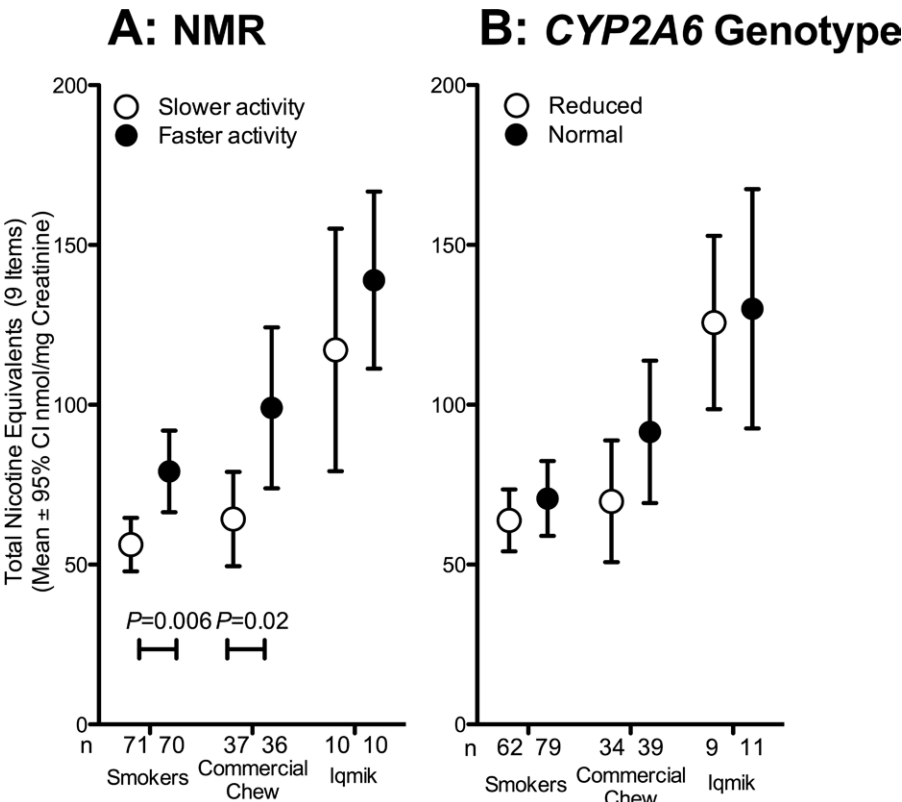 A: NMR
B: CYP2A6 Genotype
Total Nicotine Equivalents (9 Items)
(Mean ± 95% CI nmol/mg Creatinine)
200
150
100
50
0
Slower activity
Faster activity
P=0.006 P=0.02
n 71 70 37 36 10 10
Smokers Commercial Chew Iqmik
200
150
100
50
0
Reduced
Normal
n 62 79 34 39 9 11
Smokers Commercial Chew Iqmik